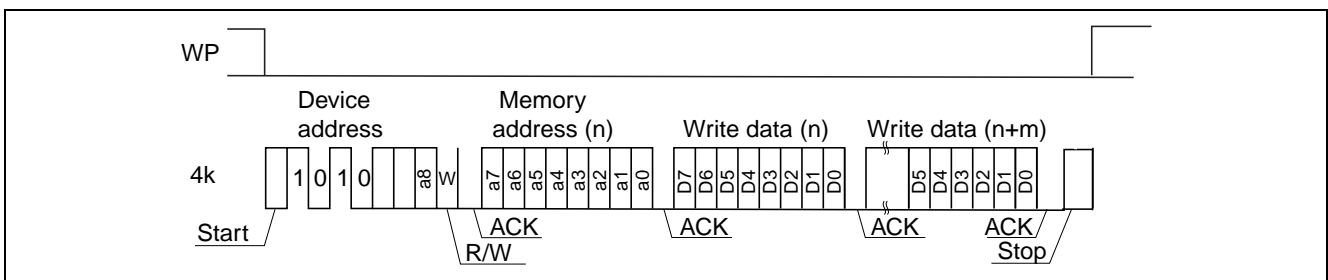 WP
Device address
Memory address (n)
Write data (n)
Write data (n+m)
4k
1 0 1 0 a8 W
a7 a6 a5 a4 a3 a2 a1 a0
D7 D6 D5 D4 D3 D2 D1 D0
D5 D4 D3 D2 D1 D0
Start
R/W
ACK
ACK
ACK
ACK
Stop